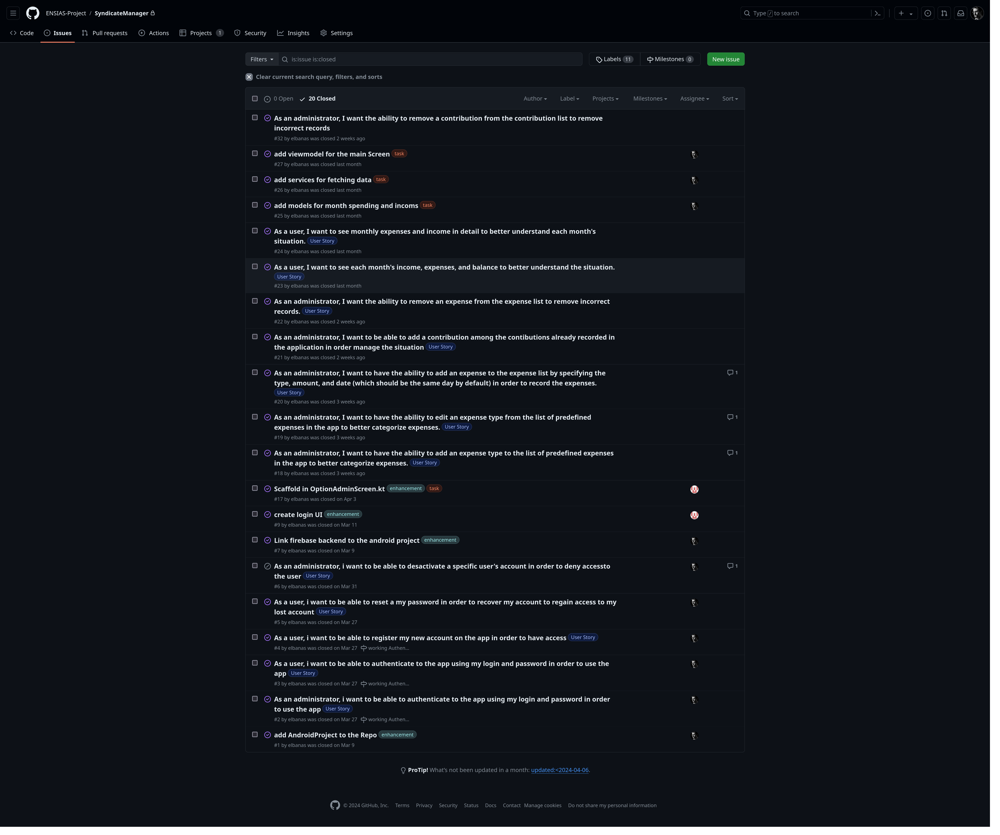 ENSIAS-Project / SyndicateManager
Type / to search
Code Issues Pull requests Actions Projects 1 Security Insights Settings
Filters is:issue is:closed Labels 11 Milestones 0 New issue
Clear current search query, filters, and sorts
0 Open 20 Closed Author Label Projects Milestones Assignee Sort
As an administrator, I want the ability to remove a contribution from the contribution list to remove
incorrect records
#32 by elbanas was closed 2 weeks ago
add viewmodel for the main Screen task
#27 by elbanas was closed last month
add services for fetching data task
#26 by elbanas was closed last month
add models for month spending and incoms task
#25 by elbanas was closed last month
As a user, I want to see monthly expenses and income in detail to better understand each month's
situation. User Story
#24 by elbanas was closed last month
As a user, I want to see each month's income, expenses, and balance to better understand the situation.
User Story
#23 by elbanas was closed last month
As an administrator, I want the ability to remove an expense from the expense list to remove incorrect
records. User Story
#22 by elbanas was closed 2 weeks ago
As an administrator, I want to be able to add a contribution among the contibutions already recorded in
the application in order manage the situation User Story
#21 by elbanas was closed 2 weeks ago
As an administrator, I want to have the ability to add an expense to the expense list by specifying the 1
type, amount, and date (which should be the same day by default) in order to record the expenses.
User Story
#20 by elbanas was closed 3 weeks ago
As an administrator, I want to have the ability to edit an expense type from the list of predefined 1
expenses in the app to better categorize expenses. User Story
#19 by elbanas was closed 3 weeks ago
As an administrator, I want to have the ability to add an expense type to the list of predefined expenses 1
in the app to better categorize expenses. User Story
#18 by elbanas was closed 3 weeks ago
Scaffold in OptionAdminScreen.kt enhancement task
#17 by elbanas was closed on Apr 3
create login UI enhancement
#9 by elbanas was closed on Mar 11
Link firebase backend to the android project enhancement
#7 by elbanas was closed on Mar 9
As an administrator, i want to be able to desactivate a specific user's account in order to deny accessto 1
the user User Story
#6 by elbanas was closed on Mar 31
As a user, i want to be able to reset a my password in order to recover my account to regain access to my
lost account User Story
#5 by elbanas was closed on Mar 27
As a user, i want to be able to register my new account on the app in order to have access User Story
#4 by elbanas was closed on Mar 27 working Authen...
As a user, i want to be able to authenticate to the app using my login and password in order to use the
app User Story
#3 by elbanas was closed on Mar 27 working Authen...
As an administrator, i want to be able to authenticate to the app using my login and password in order
to use the app User Story
#2 by elbanas was closed on Mar 27 working Authen...
add AndroidProject to the Repo enhancement
#1 by elbanas was closed on Mar 9
ProTip! What's not been updated in a month: updated:<2024-04-06.
© 2024 GitHub, Inc. Terms Privacy Security Status Docs Contact Manage cookies Do not share my personal information